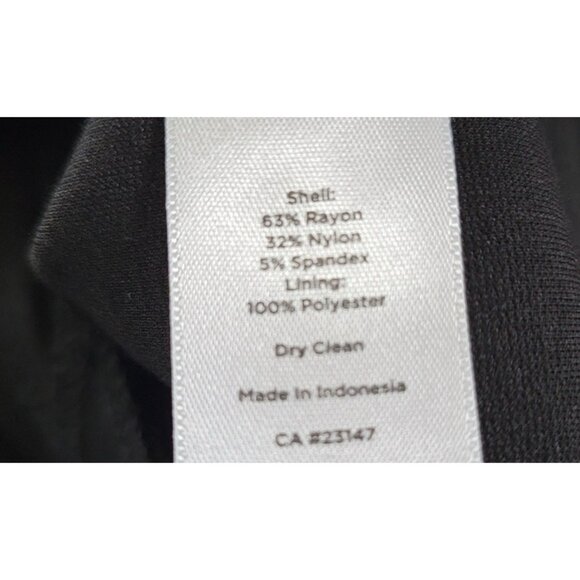 Shell:
63% Rayon
32% Nylon
5% Spandex
Lining:
100% Polyester
Dry Clean
Made In Indonesia
CA #23147